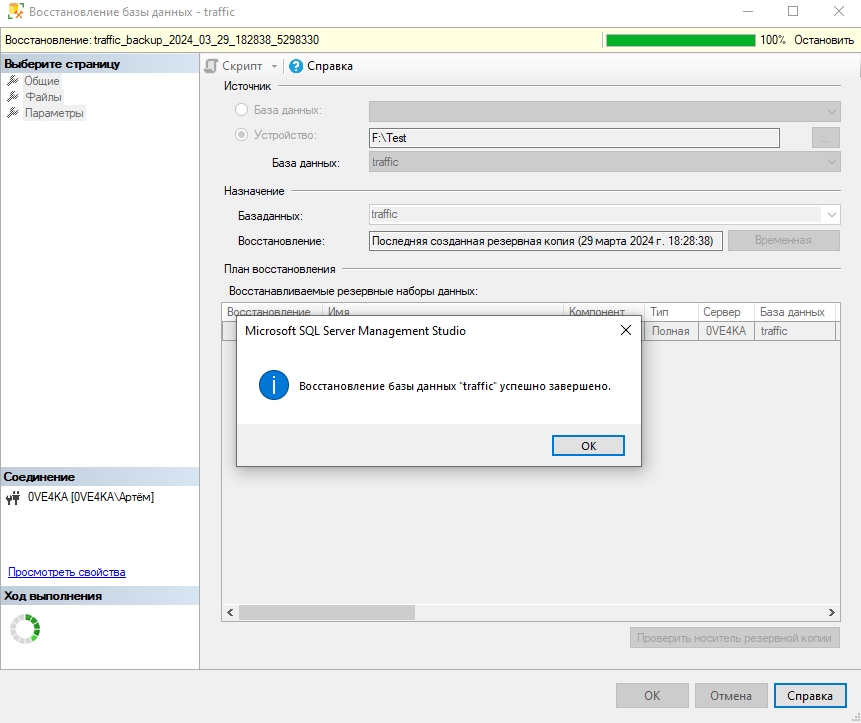 Восстановление базы данных - traffic
Восстановление: traffic_backup_2024_03_29_182838_5298330
100% Остановить
Выберите страницу
Общие
Файлы
Параметры
Скрипт
Справка
Источник
База данных:
Устройство:
F:\Test
...
База данных:
traffic
Назначение
Базаданных:
traffic
Восстановление:
Последняя созданная резервная копия (29 марта 2024 г. 18:28:38)
Временная
План восстановления
Восстанавливаемые резервные наборы данных:
Восстановление Имя Компонент Тип Сервер База данных
Полная 0VE4KA traffic
Microsoft SQL Server Management Studio
Восстановление базы данных "traffic" успешно завершено.
OK
Соединение
0VE4KA [0VE4KA\Артём]
Просмотреть свойства
Ход выполнения
Проверить носитель резервной копии
OK Отмена Справка